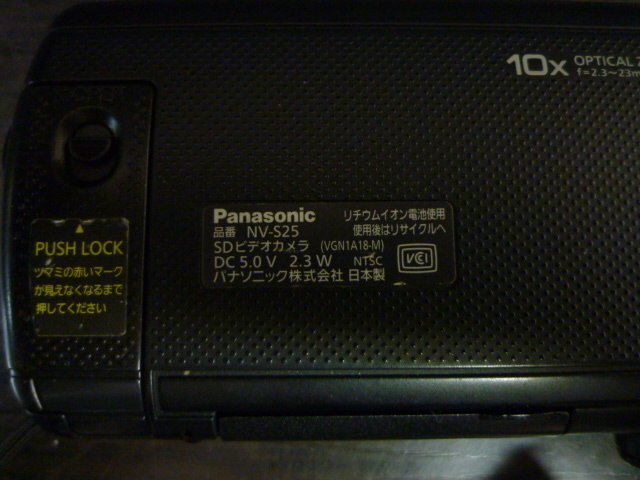 10x OPTICAL
f=2.3~23m
Panasonic リチウムイオン電池使用
品番 NV-S25 使用後はリサイクルへ
SDビデオカメラ (VGN1A18-M)
DC 5.0 V 2.3 W NTSC VCI
パナソニック株式会社 日本製
▲
PUSH LOCK
ツマミの赤いマーク
が見えなくなるまで
押してください